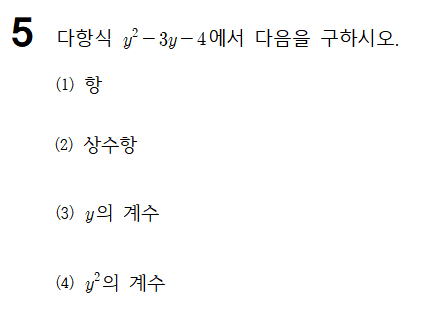 5 다항식 y² − 3y − 4에서 다음을 구하시오.
(1) 항
(2) 상수항
(3) y의 계수
(4) y²의 계수